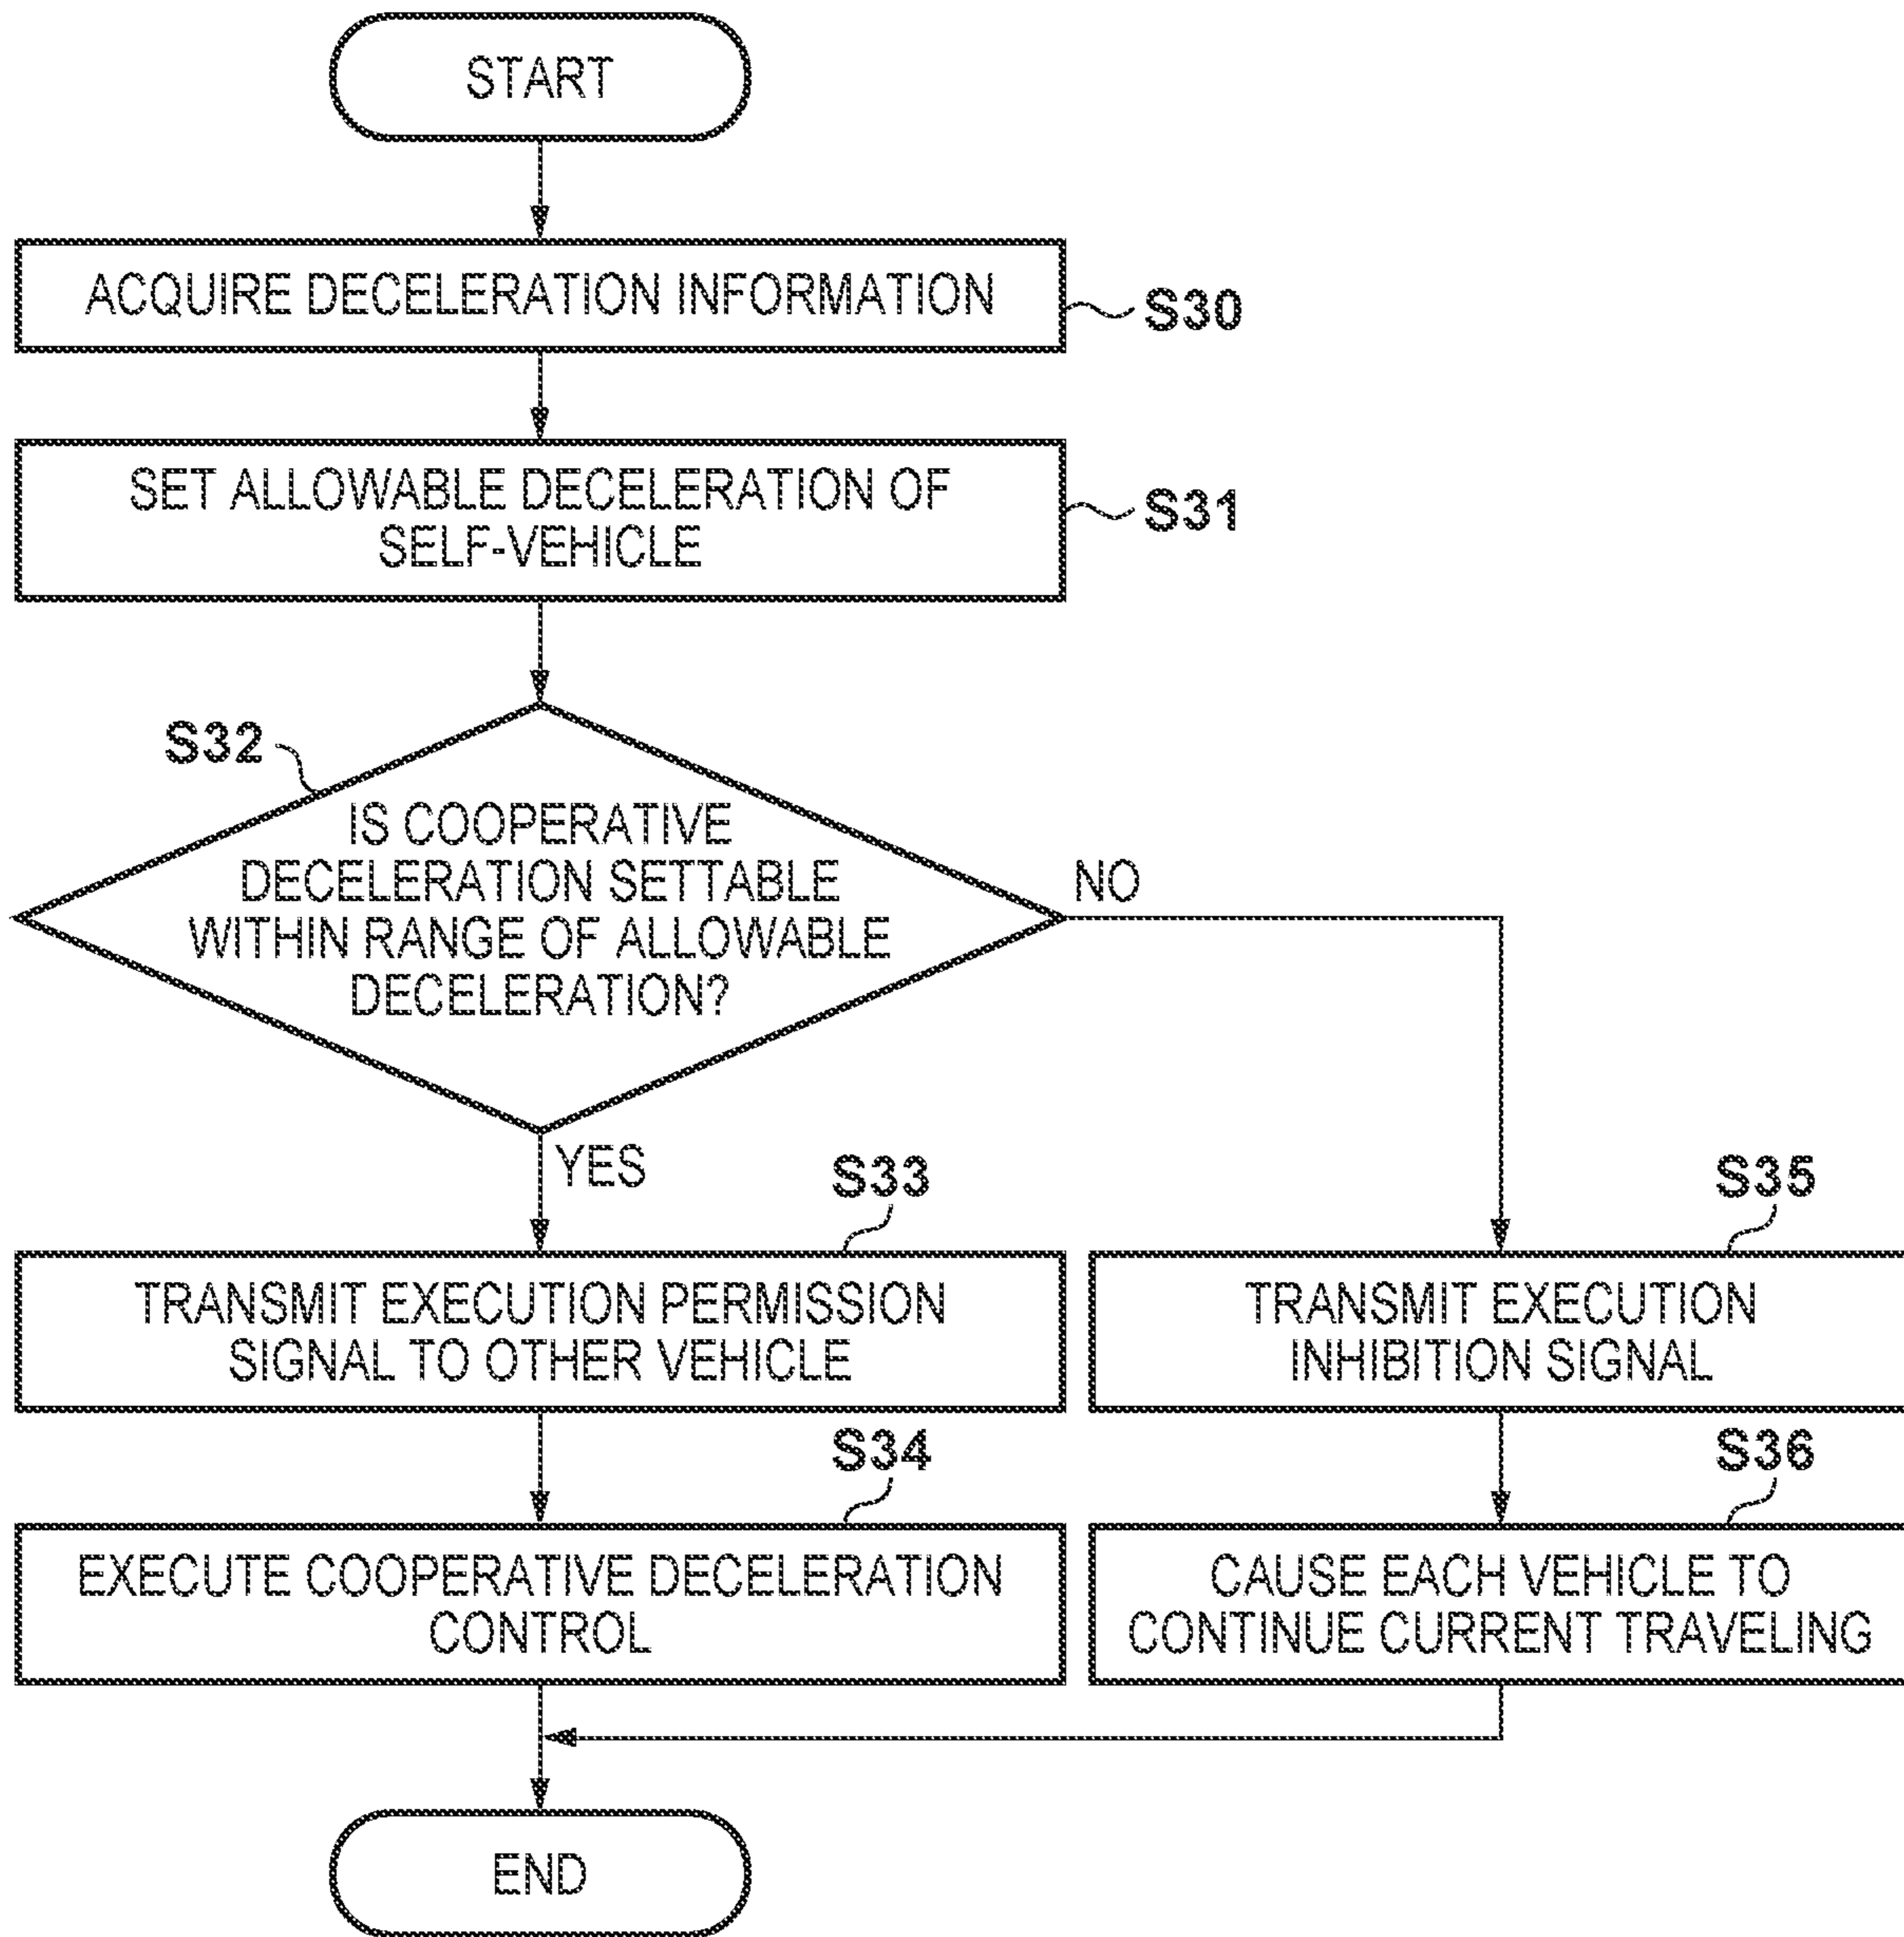 START
ACQUIRE DECELERATION INFORMATION
S30
SET ALLOWABLE DECELERATION OF
SELF-VEHICLE
S31
S32
IS COOPERATIVE
DECELERATION SETTABLE
WITHIN RANGE OF ALLOWABLE
DECELERATION?
NO
YES
S33
TRANSMIT EXECUTION PERMISSION
SIGNAL TO OTHER VEHICLE
S35
TRANSMIT EXECUTION
INHIBITION SIGNAL
S34
EXECUTE COOPERATIVE DECELERATION
CONTROL
S36
CAUSE EACH VEHICLE TO
CONTINUE CURRENT TRAVELING
END